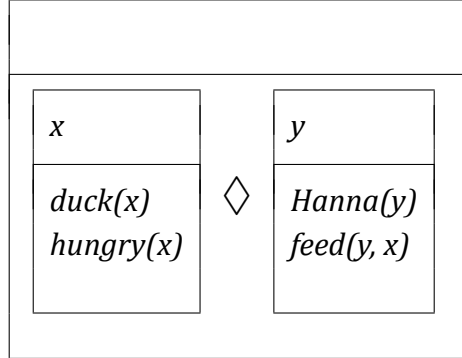 x
y
duck(x)
hungry(x)
◇
Hanna(y)
feed(y, x)